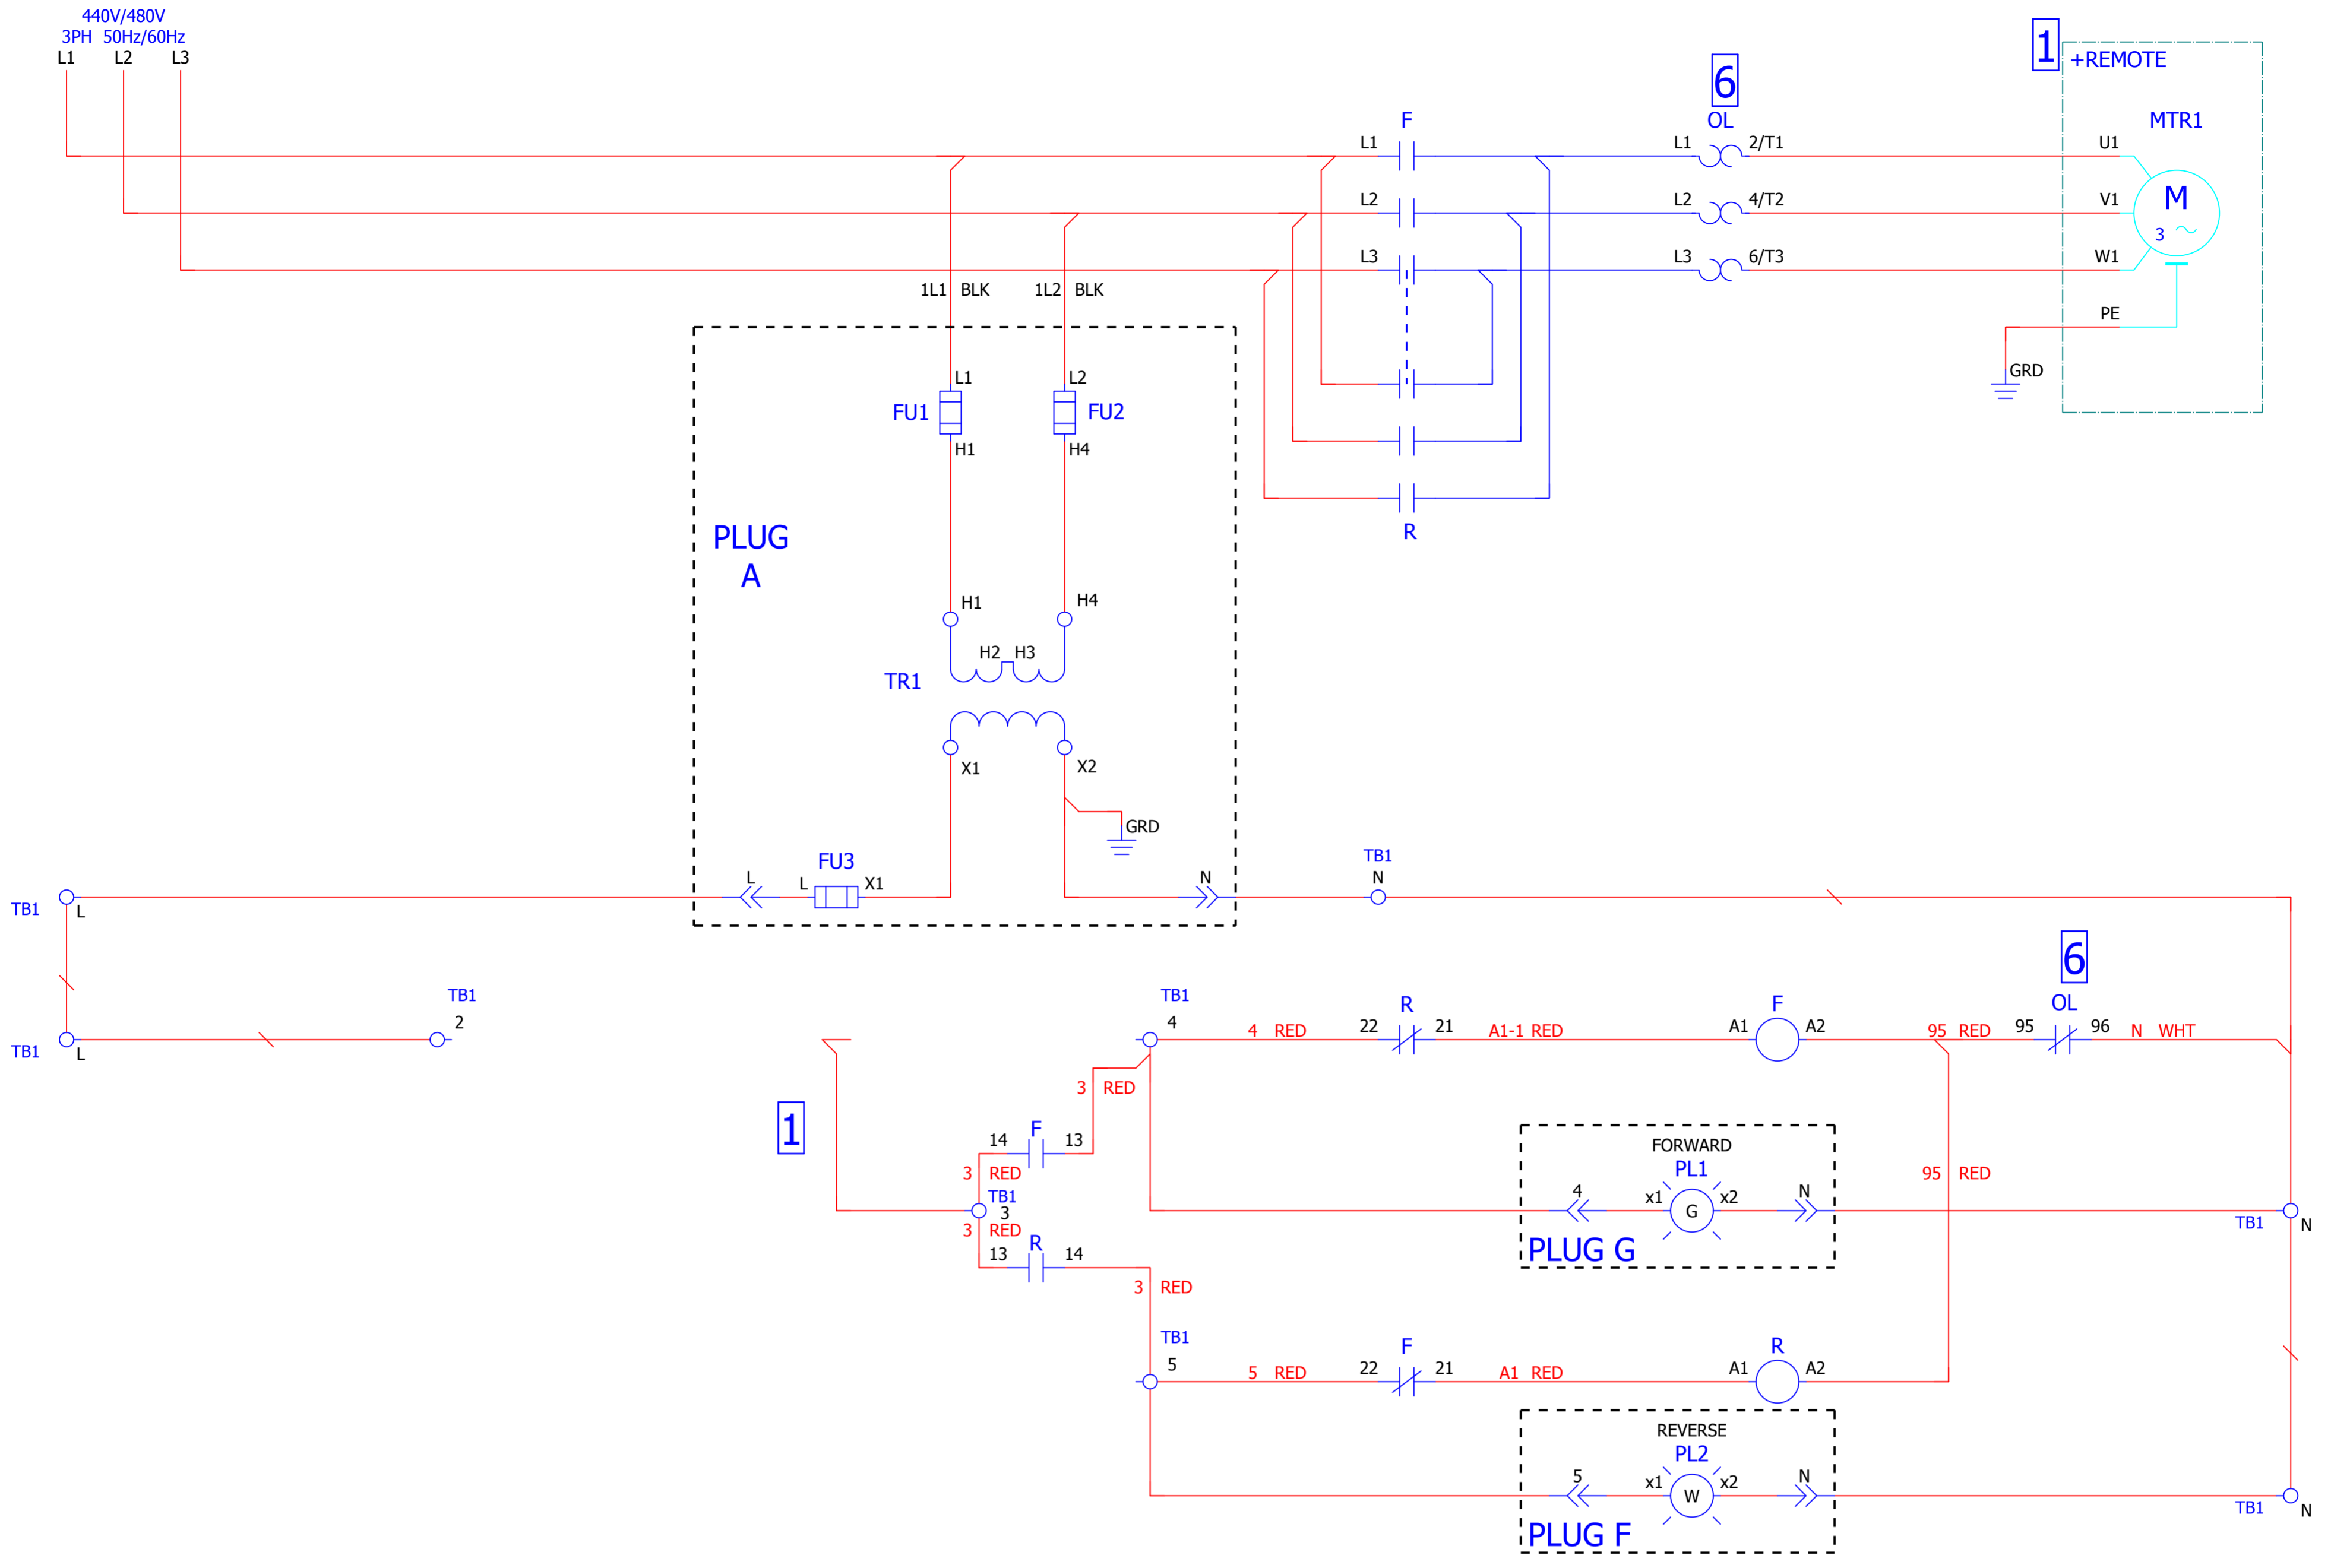 440V/480V
3PH 50Hz/60Hz
L1 L2 L3
1
+REMOTE
6
F
OL
MTR1
L1
L1 2/T1
U1
L2
L2 4/T2
V1
M
3
L3
L3 6/T3
W1
1L1 BLK
1L2 BLK
PE
GRD
L1
L2
FU1
FU2
H1
H4
R
PLUG
A
H1
H4
H2 H3
TR1
X1
X2
GRD
FU3
L
L
X1
N
TB1
N
TB1
L
6
TB1
2
TB1
4
R
F
OL
4 RED
22
21
A1-1 RED
A1
A2
95 RED
95
96
N WHT
TB1
L
3 RED
1
F
14
13
FORWARD
PL1
3 RED
95 RED
TB1
3
4
x1
x2
N
G
TB1
N
3 RED
R
PLUG G
13
14
3 RED
TB1
5
F
R
5 RED
22
21
A1 RED
A1
A2
REVERSE
PL2
5
x1
x2
N
W
TB1
N
PLUG F